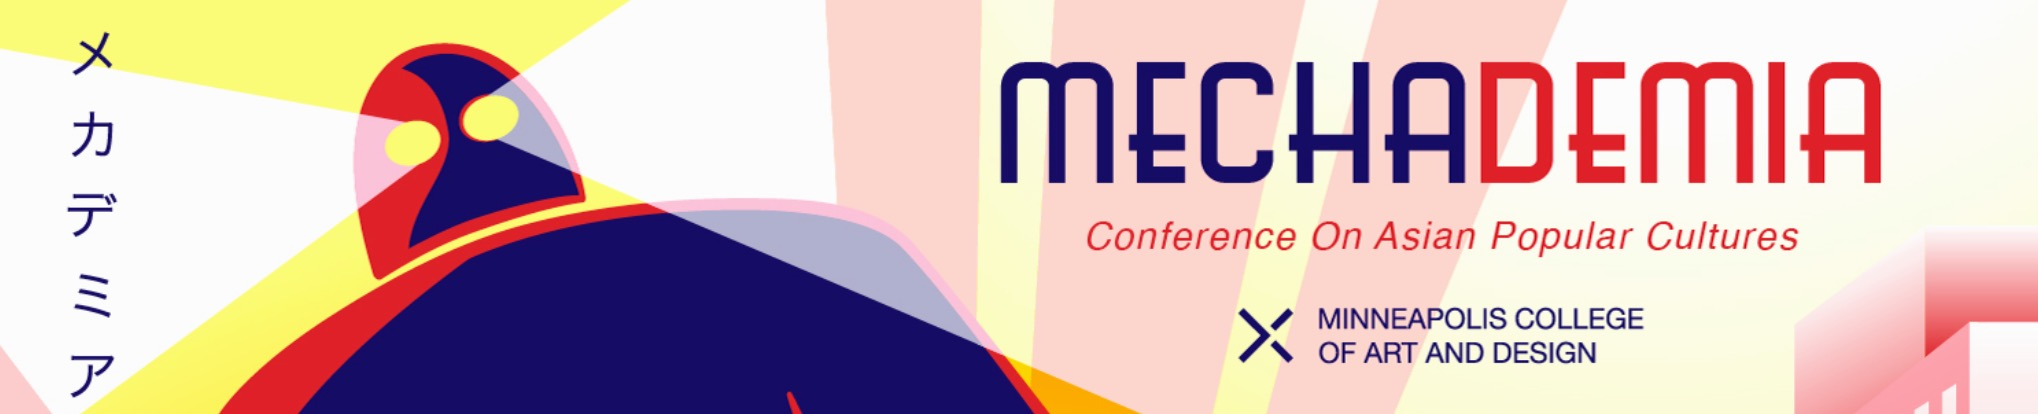 メカデミア
MECHADEMIA
Conference On Asian Popular Cultures
MINNEAPOLIS COLLEGE
OF ART AND DESIGN